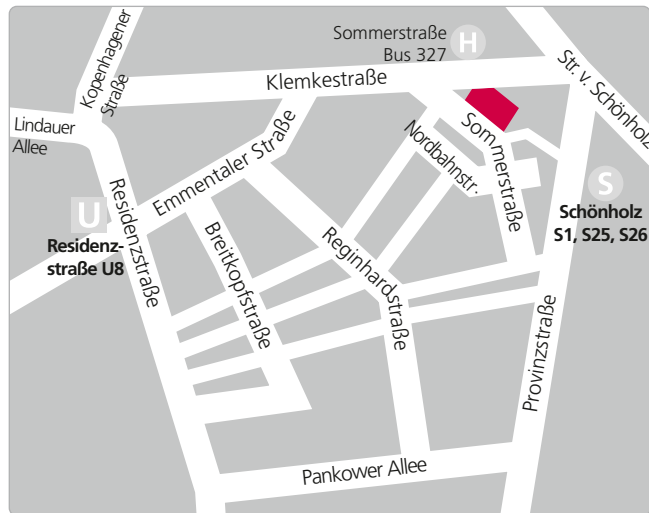 Kopenhagener
Straße
Sommerstraße
Bus 327
H
Str. v. Schönholz
Klemkestraße
Lindauer
Allee
Emmentaler Straße
Nordbahnstr.
Sommerstraße
S
Schönholz
S1, S25, S26
U
Residenz-
straße U8
Residenzstraße
Breitkopfstraße
Reginhardstraße
Provinzstraße
Pankower Allee